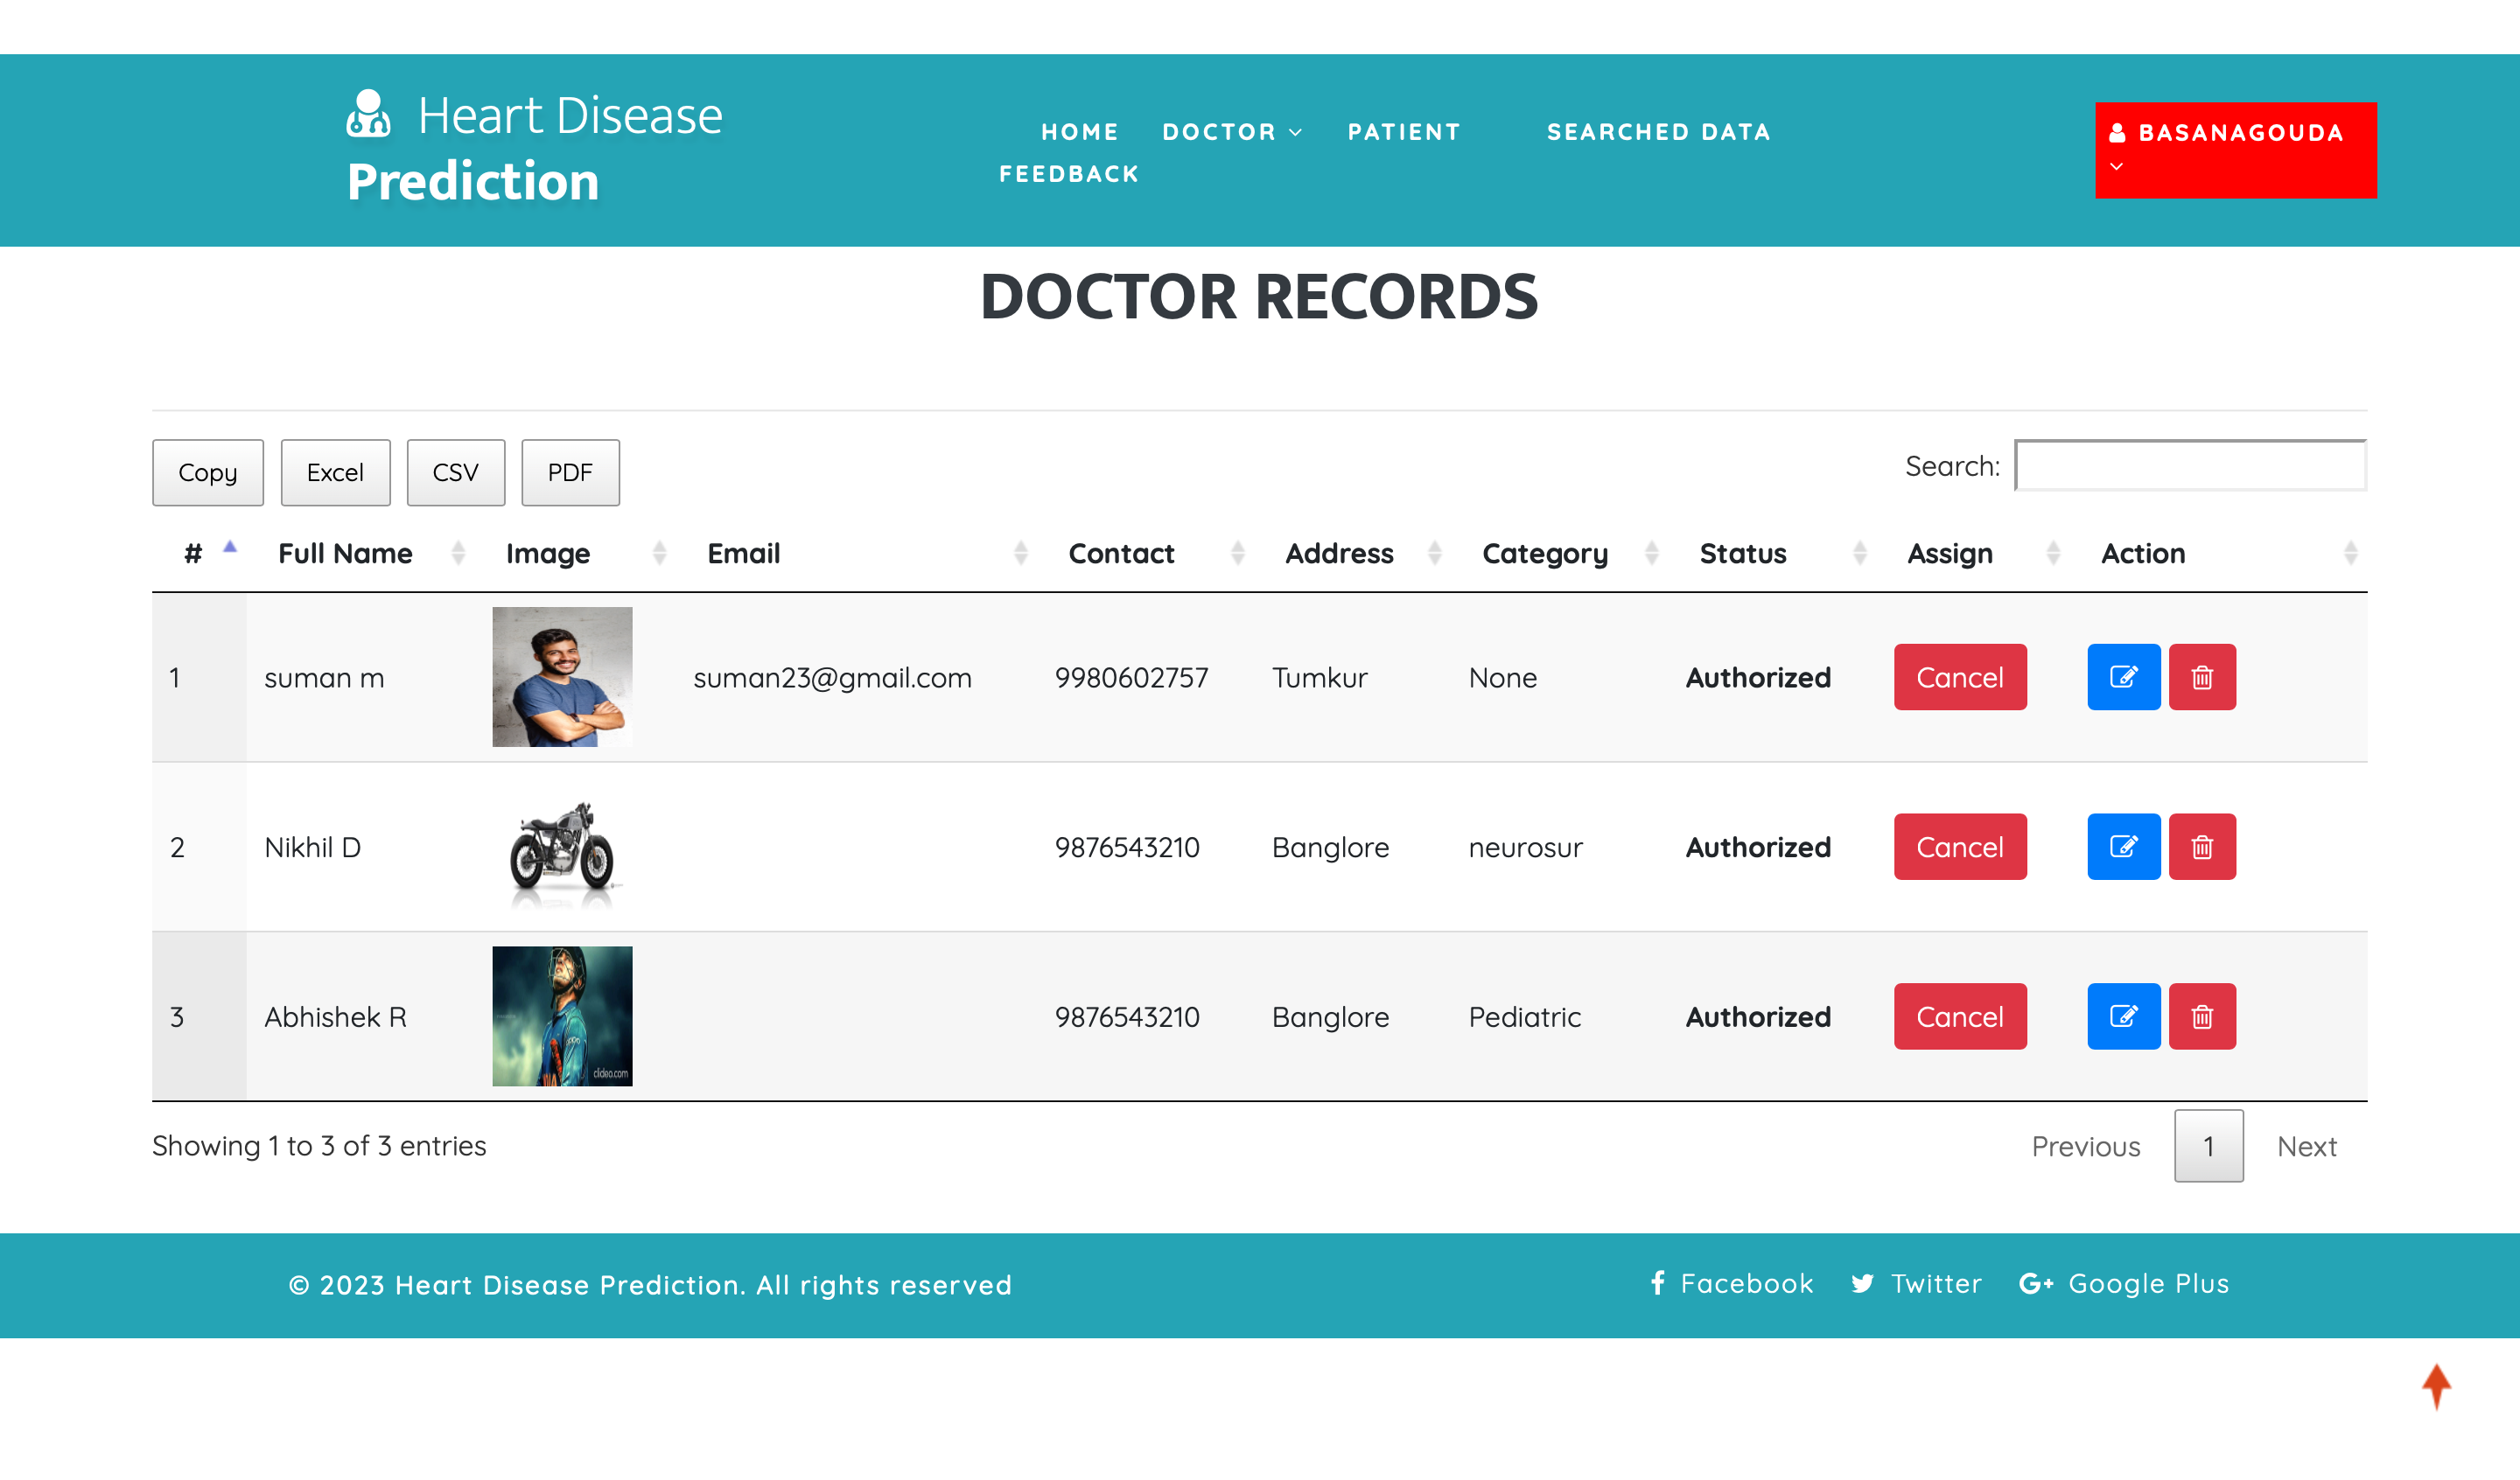 Heart Disease
Prediction
HOME DOCTOR PATIENT SEARCHED DATA
FEEDBACK
BASANAGOUDA
DOCTOR RECORDS
Copy Excel CSV PDF Search:
# Full Name Image Email Contact Address Category Status Assign Action
1 suman m suman23@gmail.com 9980602757 Tumkur None Authorized Cancel
2 Nikhil D 9876543210 Banglore neurosur Authorized Cancel
3 Abhishek R 9876543210 Banglore Pediatric Authorized Cancel
clideo.com
Showing 1 to 3 of 3 entries Previous 1 Next
© 2023 Heart Disease Prediction. All rights reserved Facebook Twitter Google Plus